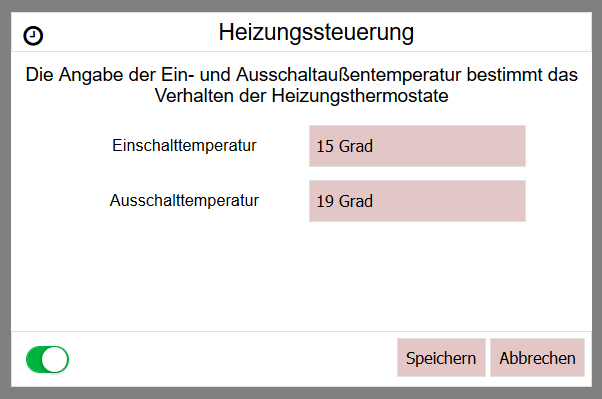 Heizungssteuerung
Die Angabe der Ein- und Ausschaltaußentemperatur bestimmt das
Verhalten der Heizungsthermostate
Einschalttemperatur 15 Grad
Ausschalttemperatur 19 Grad
Speichern Abbrechen